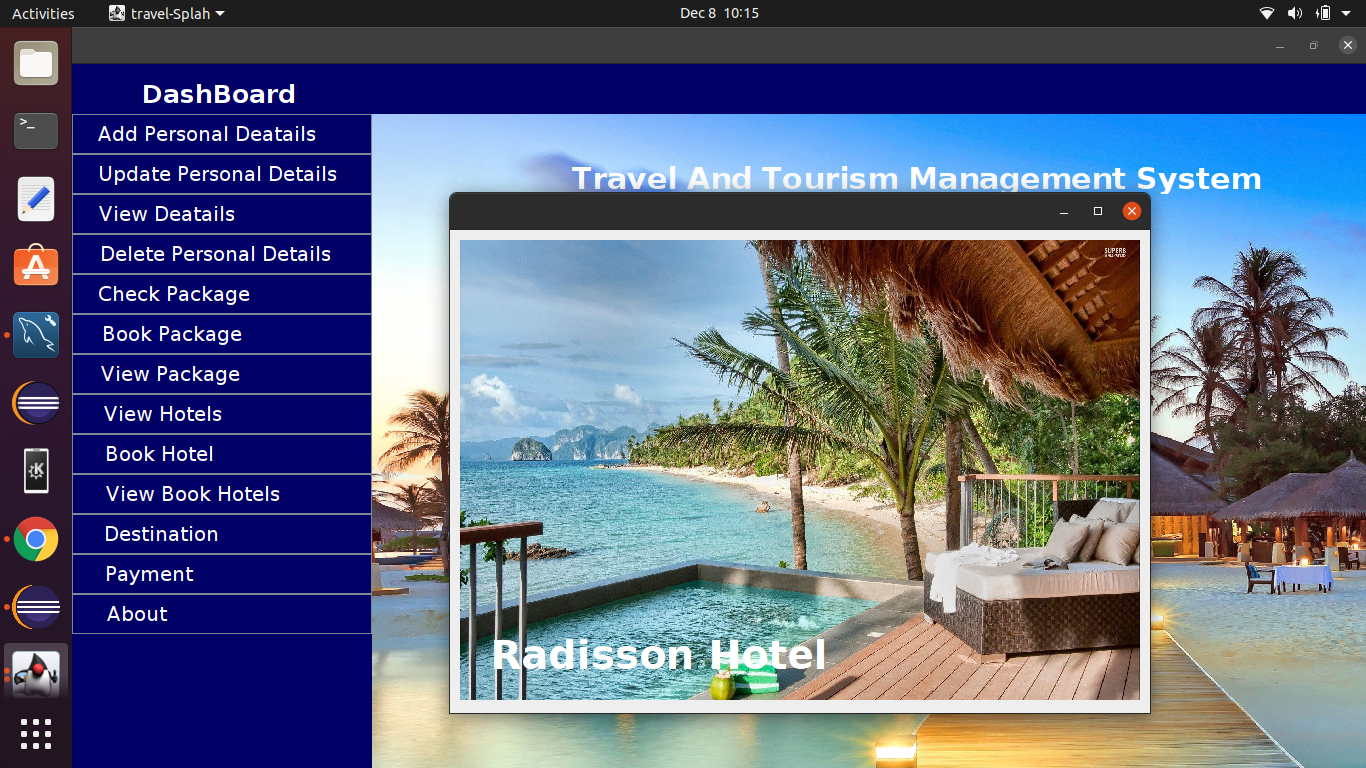 Activities
travel-Splah
Dec 8 10:15
DashBoard
Add Personal Deatails
Update Personal Details
View Deatails
Delete Personal Details
Check Package
Book Package
View Package
View Hotels
Book Hotel
View Book Hotels
Destination
Payment
About
Travel And Tourism Management System
SUPERB
Radisson Hotel